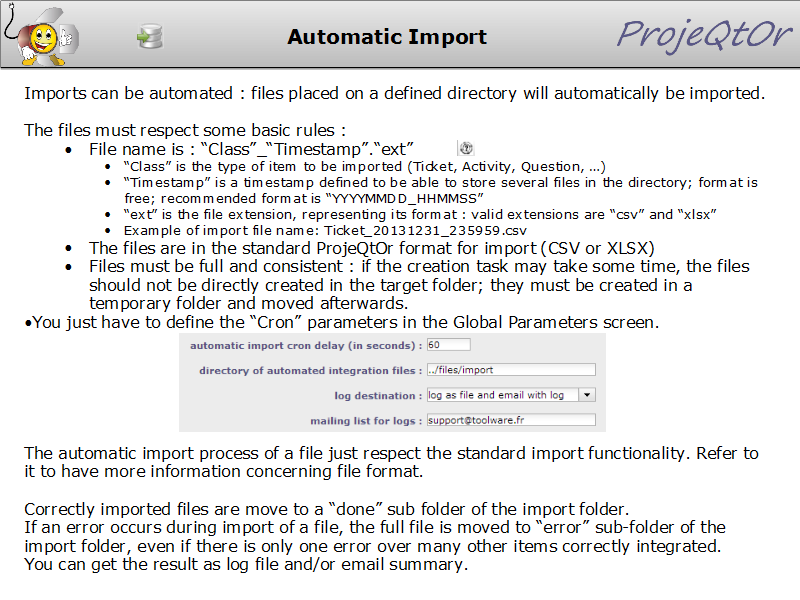 Automatic Import
ProjeQtOr
Imports can be automated : files placed on a defined directory will automatically be imported.
The files must respect some basic rules :
• File name is : “Class”_“Timestamp”.“ext”
• “Class” is the type of item to be imported (Ticket, Activity, Question, …)
• “Timestamp” is a timestamp defined to be able to store several files in the directory; format is
free; recommended format is “YYYYMMDD_HHMMSS”
• “ext” is the file extension, representing its format : valid extensions are “csv” and “xlsx”
• Example of import file name: Ticket_20131231_235959.csv
• The files are in the standard ProjeQtOr format for import (CSV or XLSX)
• Files must be full and consistent : if the creation task may take some time, the files
should not be directly created in the target folder; they must be created in a
temporary folder and moved afterwards.
•You just have to define the “Cron” parameters in the Global Parameters screen.
automatic import cron delay (in seconds) : 60
directory of automated integration files : ../files/import
log destination : log as file and email with log
mailing list for logs : support@toolware.fr
The automatic import process of a file just respect the standard import functionality. Refer to
it to have more information concerning file format.
Correctly imported files are move to a “done” sub folder of the import folder.
If an error occurs during import of a file, the full file is moved to “error” sub-folder of the
import folder, even if there is only one error over many other items correctly integrated.
You can get the result as log file and/or email summary.